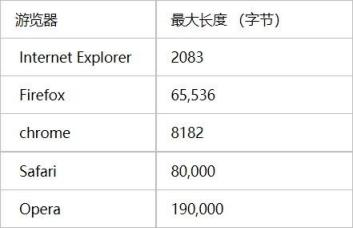 游览器 最大长度 （字节）
Internet Explorer 2083
Firefox 65,536
chrome 8182
Safari 80,000
Opera 190,000